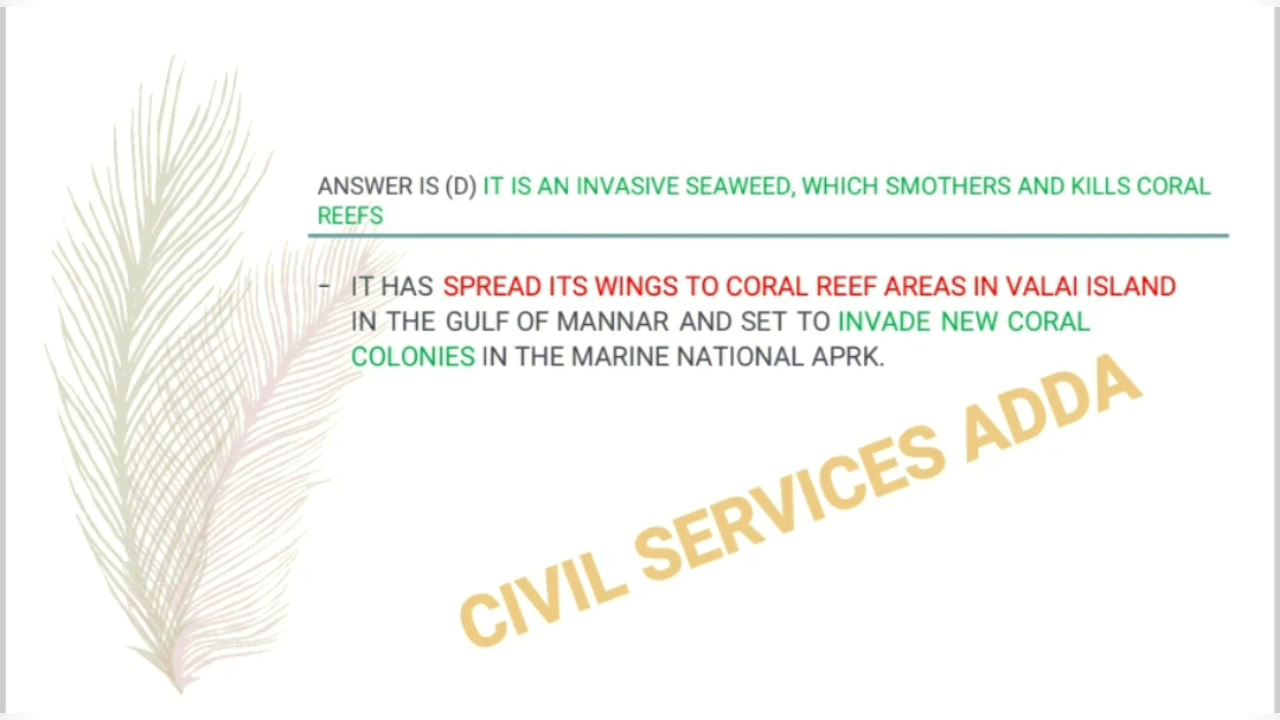 ANSWER IS (D) IT IS AN INVASIVE SEAWEED, WHICH SMOTHERS AND KILLS CORAL
REEFS
- IT HAS SPREAD ITS WINGS TO CORAL REEF AREAS IN VALAI ISLAND
IN THE GULF OF MANNAR AND SET TO INVADE NEW CORAL
COLONIES IN THE MARINE NATIONAL APRK.
CIVIL SERVICES ADDA